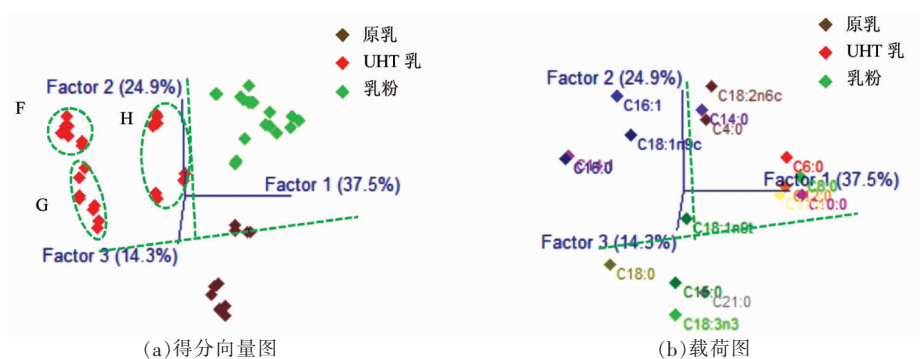 原乳
UHT 乳
乳粉
Factor 2 (24.9%)
F
H
G
Factor 1 (37.5%)
Factor 3 (14.3%)
(a)得分向量图
原乳
UHT 乳
乳粉
Factor 2 (24.9%)
C18:2n6c
C16:1
C14:0
C4:0
C18:1n9c
C16:0
C6:0
Factor 1 (37.5%)
C8:0
C18:1n9t
Factor 3 (14.3%)
C18:0
C15:0
C21:0
C18:3n3
(b)载荷图